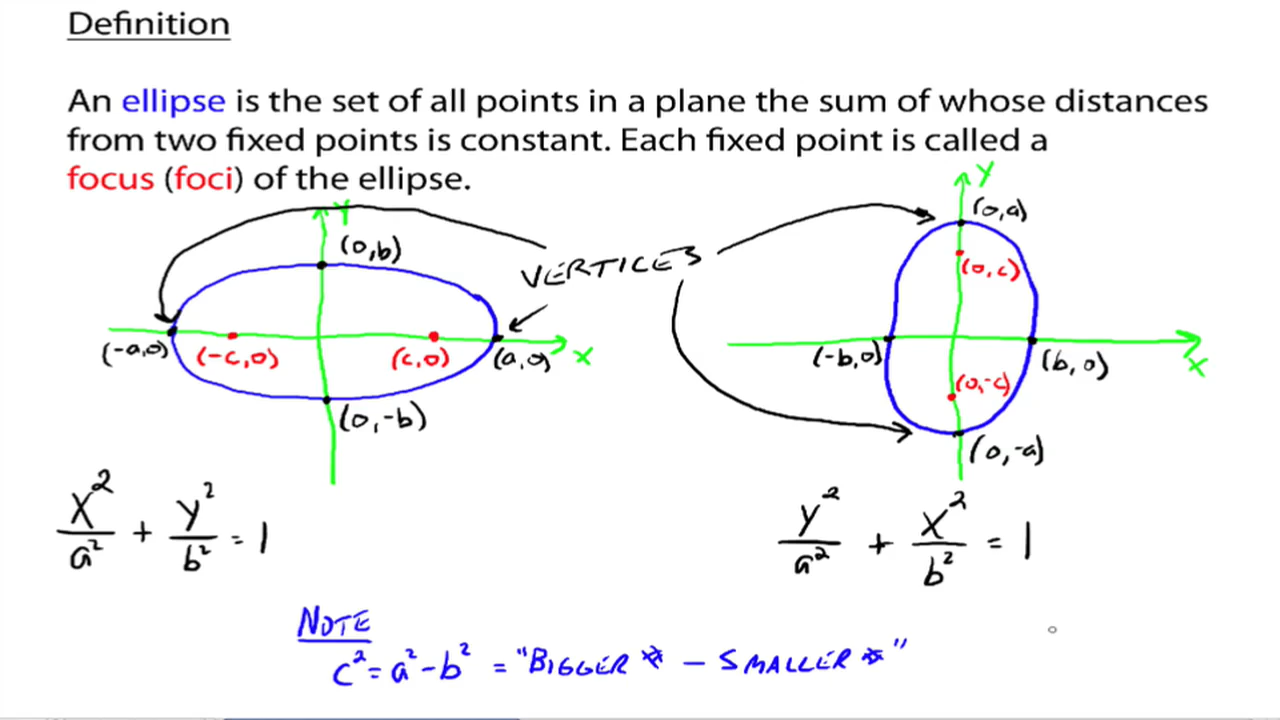 Definition
An ellipse is the set of all points in a plane the sum of whose distances
from two fixed points is constant. Each fixed point is called a
focus (foci) of the ellipse.
Y
(0,b)
VERTICES
(-a,0)
(-c,0)
(c,0)
(a,0)
X
(0,-b)
Y
(0,a)
(0,c)
(-b,0)
(b,0)
X
(0,-c)
(0,-a)
x²/a² + y²/b² = 1
y²/a² + x²/b² = 1
NOTE
c² = a² - b² = "BIGGER # - SMALLER #"